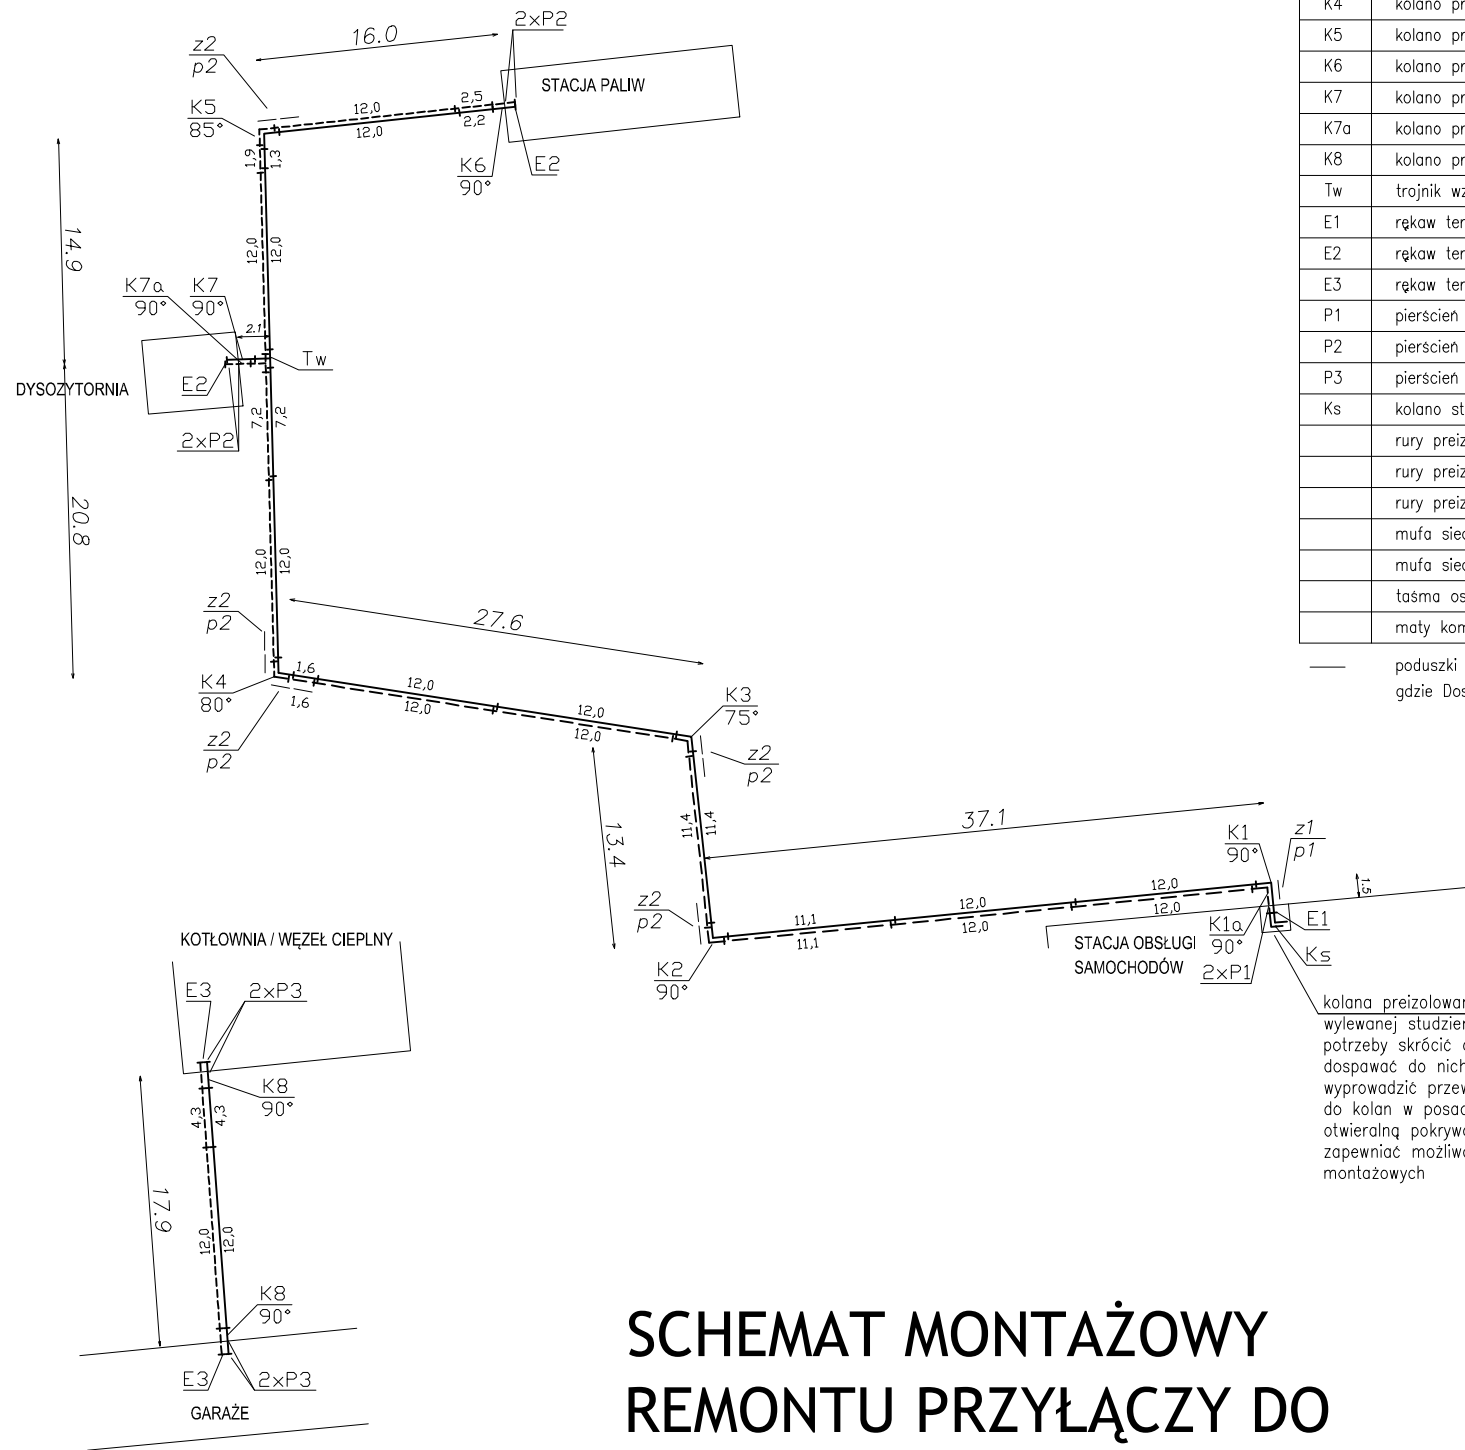 16.0
2xP2
z2
p2
STACJA PALIW
K5
85°
12,0
12,0
2,5
2,2
1,9
1,3
K6
90°
E2
14.9
12,0
12,0
K7a
90°
K7
90°
2.1
Tw
DYSOZYTORNIA
E2
2xP2
7,2
7,2
20.8
12,0
12,0
z2
p2
27.6
K4
80°
1,6
1,6
12,0
12,0
12,0
12,0
K3
75°
z2
p2
z2
p2
13.4
11,4
11,4
37.1
K1
90°
z1
p1
1.5
z2
p2
K2
90°
11,1
11,1
12,0
12,0
12,0
12,0
K1a
90°
E1
Ks
2xP1
STACJA OBSŁUGI
SAMOCHODÓW
KOTŁOWNIA / WĘZEŁ CIEPLNY
E3
2xP3
K8
90°
4,3
4,3
17.9
12,0
12,0
K8
90°
E3
2xP3
GARAŻE
K4 kolano pr
K5 kolano pr
K6 kolano pr
K7 kolano pr
K7a kolano pr
K8 kolano pr
Tw trojnik wz
E1 rękaw ter
E2 rękaw ter
E3 rękaw ter
P1 pierścień
P2 pierścień
P3 pierścień
Ks kolano st
rury preiz
rury preiz
rury preiz
mufa siec
mufa siec
taśma os
maty kom
poduszki
gdzie Dos
kolana preizolowan
wylewanej studzien
potrzeby skrócić
dospawać do nich
wyprowadzić przew
do kolan w posad
otwieralną pokrywą
zapewniać możliwo
montażowych
SCHEMAT MONTAŻOWY
REMONTU PRZYŁĄCZY DO